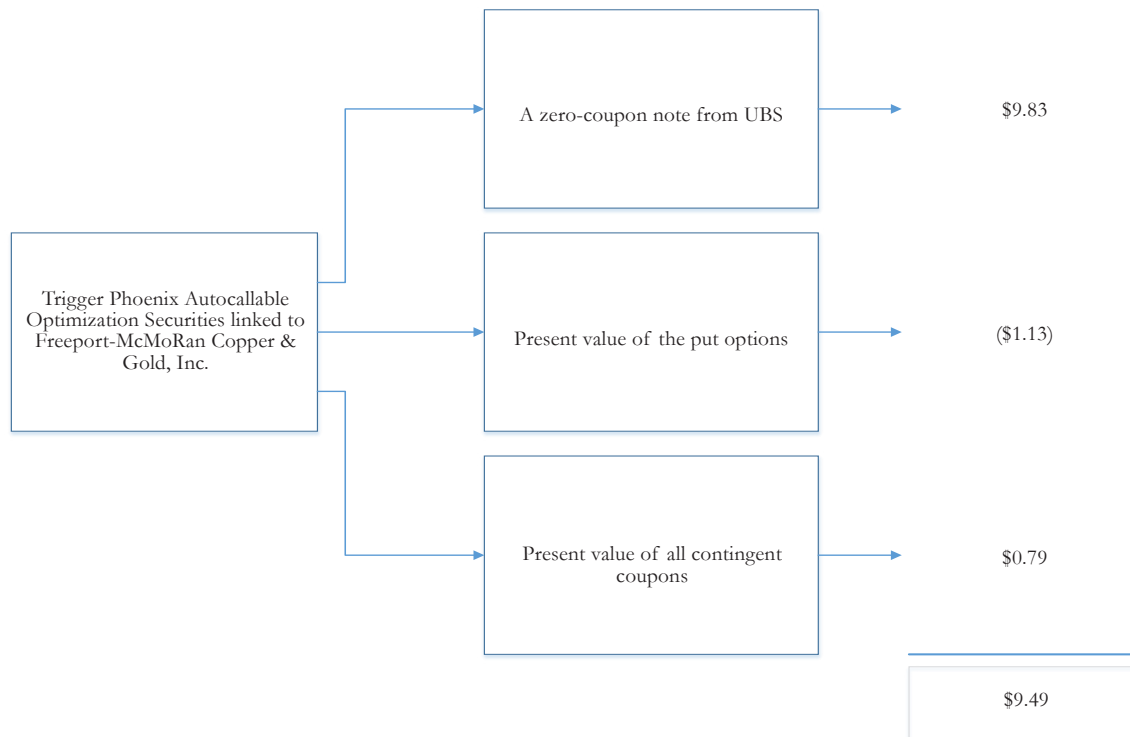 A zero-coupon note from UBS
$9.83
Trigger Phoenix Autocallable
Optimization Securities linked to
Freeport-McMoRan Copper &
Gold, Inc.
Present value of the put options
($1.13)
Present value of all contingent
coupons
$0.79
$9.49